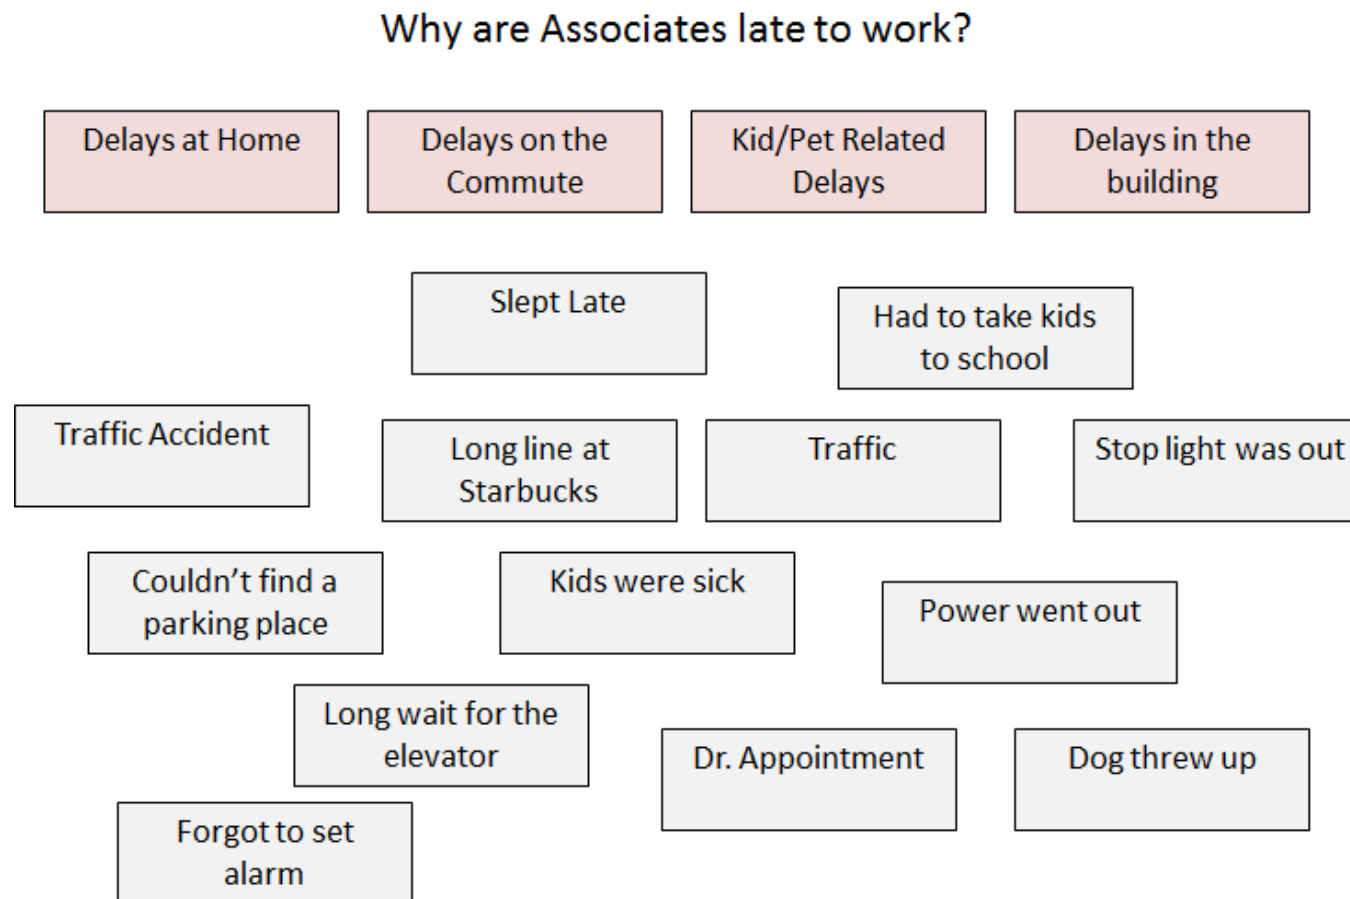 Why are Associates late to work?
Delays at Home
Delays on the
Commute
Kid/Pet Related
Delays
Delays in the
building
Slept Late
Had to take kids
to school
Traffic Accident
Long line at
Starbucks
Traffic
Stop light was out
Couldn’t find a
parking place
Kids were sick
Power went out
Long wait for the
elevator
Dr. Appointment
Dog threw up
Forgot to set
alarm